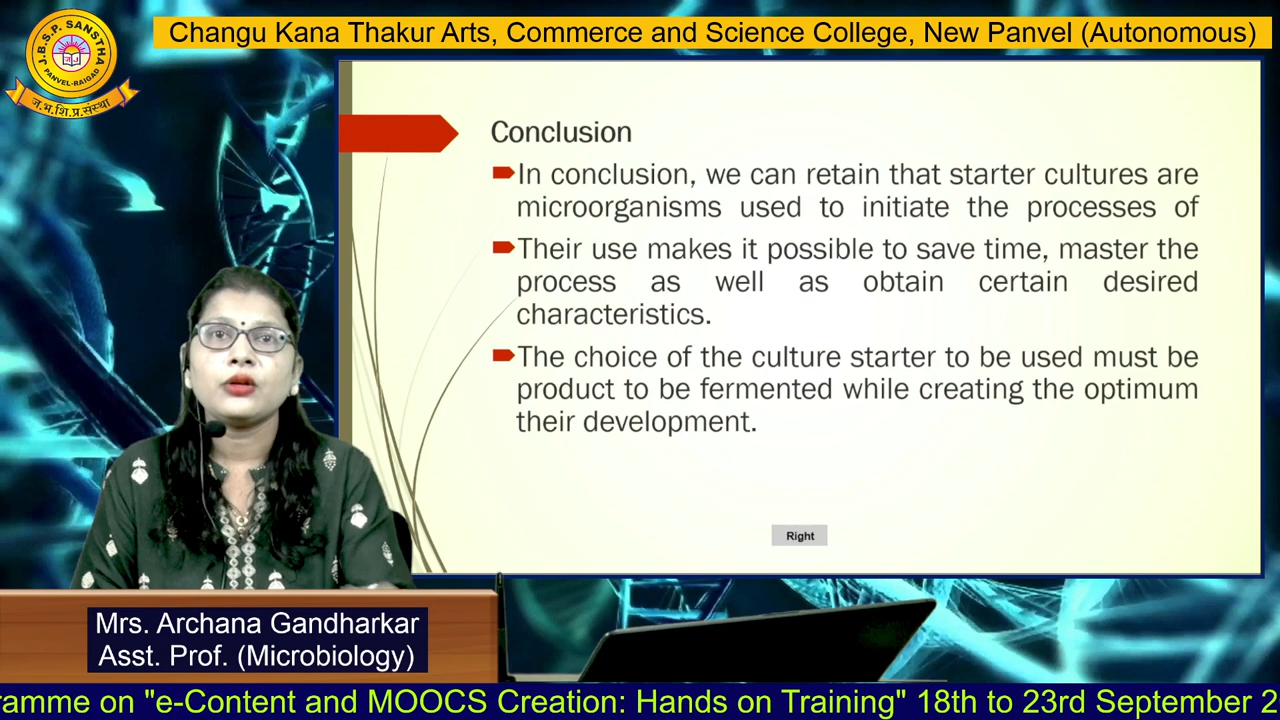 Changu Kana Thakur Arts, Commerce and Science College, New Panvel (Autonomous)
J.B.S.P. SANSTHA
PANVEL-RAIGAD
ज.भ.शि.प्र.संस्था
Conclusion
In conclusion, we can retain that starter cultures are
microorganisms used to initiate the processes of
Their use makes it possible to save time, master the
process as well as obtain certain desired
characteristics.
The choice of the culture starter to be used must be
product to be fermented while creating the optimum
their development.
Right
Mrs. Archana Gandharkar
Asst. Prof. (Microbiology)
ramme on "e-Content and MOOCS Creation: Hands on Training" 18th to 23rd September 2